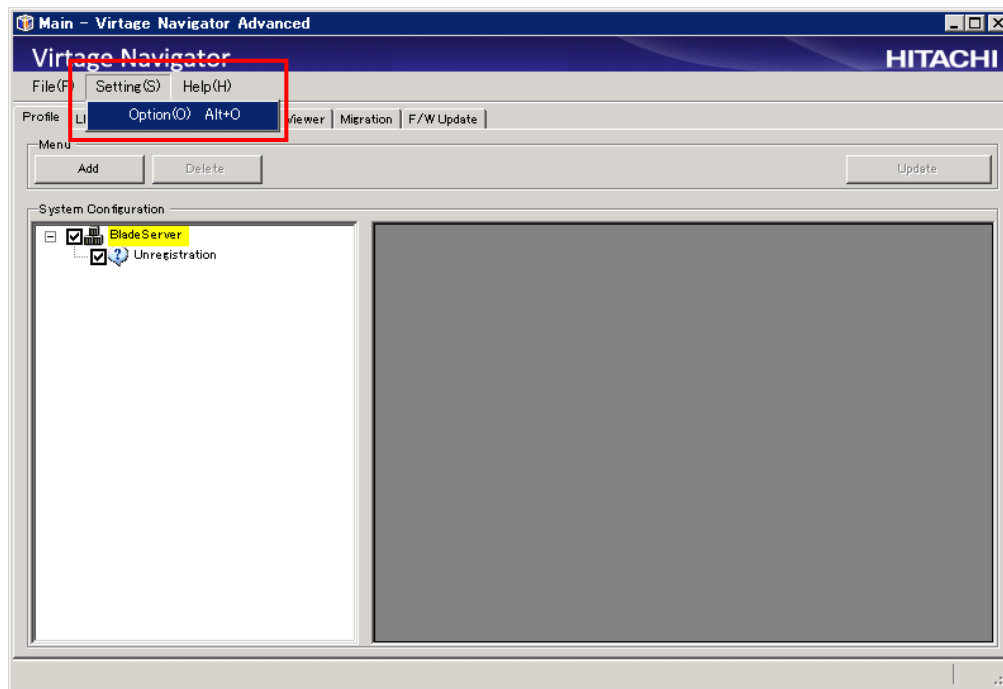 Main - Virtage Navigator Advanced
Virtage Navigator
HITACHI
File(F) Setting(S) Help(H)
Option(O) Alt+O
Profile Viewer Migration F/W Update
Menu
Add Delete Update
System Configuration
BladeServer
Unregistration